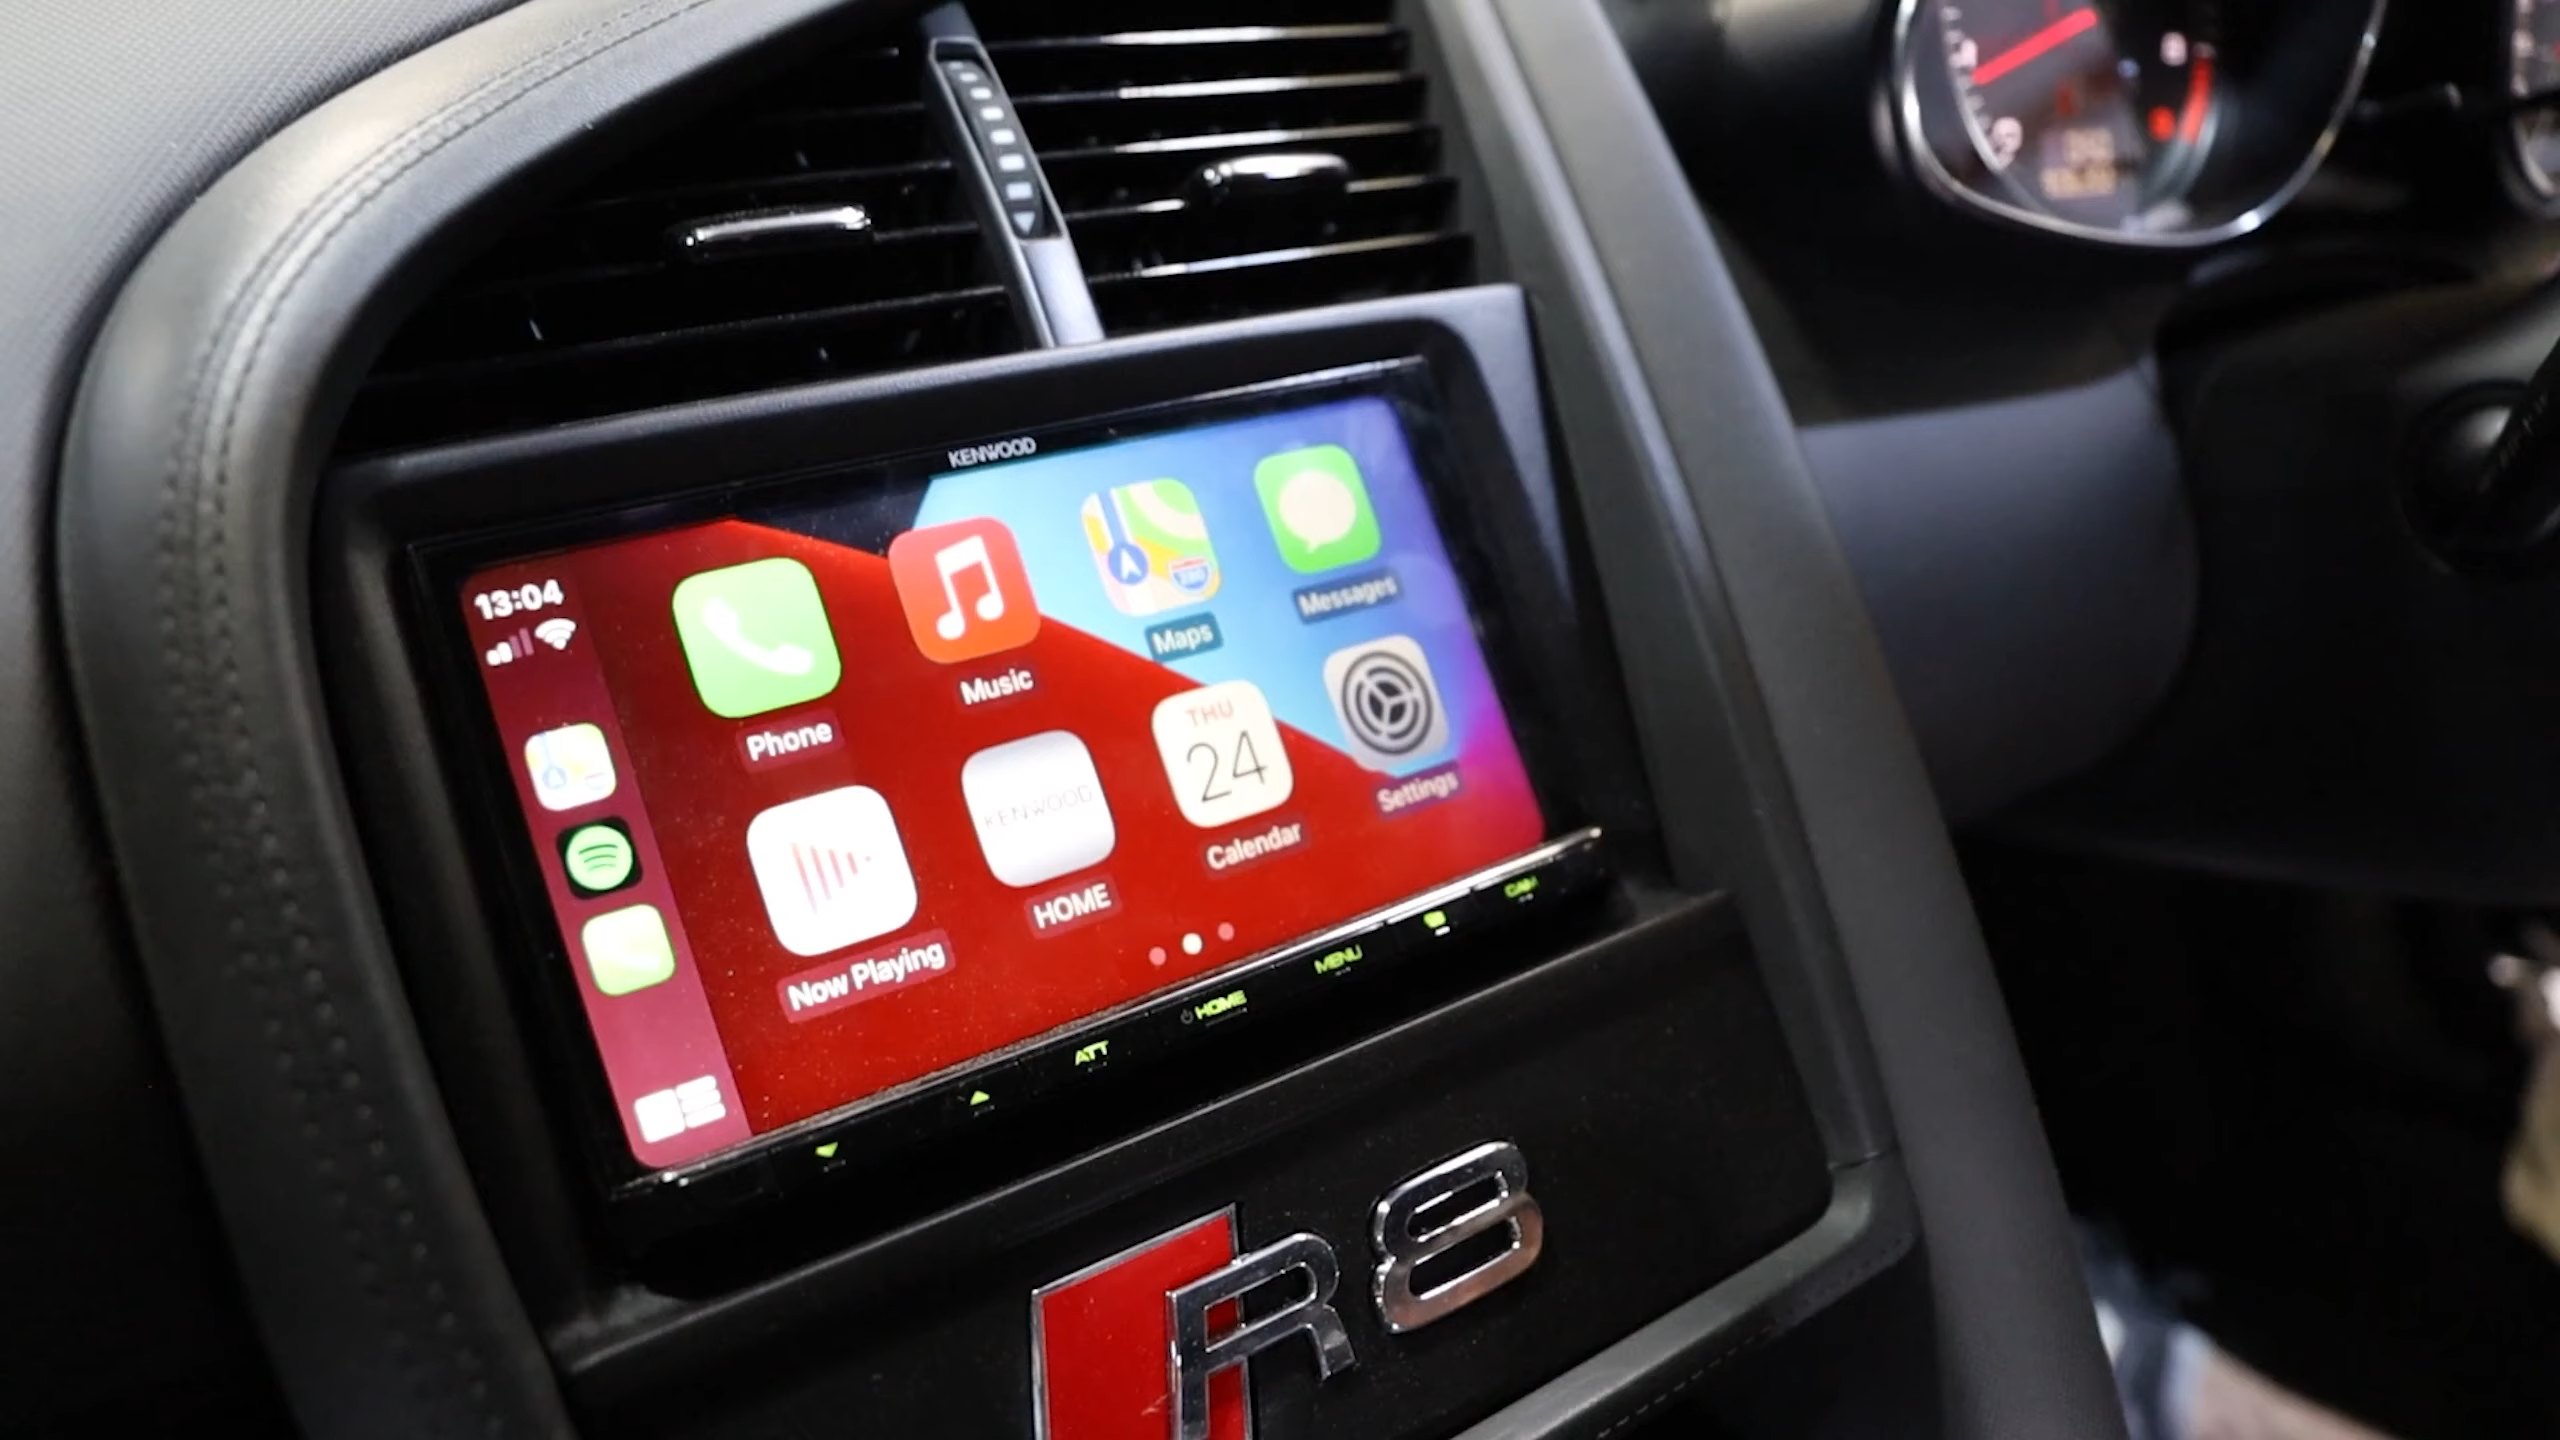 KENWOOD
13:04
Phone
Music
Maps
Messages
Now Playing
KENWOOD
HOME
THU
24
Calendar
Settings
ATT
HOME
MENU
CAM
R8